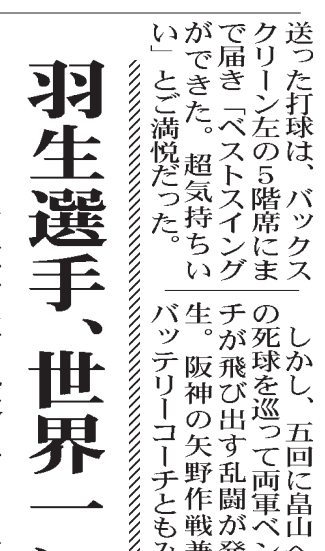 送った打球は、バックス
クリーン左の5階席にま
で届き「ベストスイング
ができた。超気持ちい
い」とご満悦だった。
しかし、五回に畠山へ
の死球を巡って両軍ベン
チが飛び出す乱闘が発
生。阪神の矢野作戦兼
バッテリーコーチともみ
羽生選手、世界一